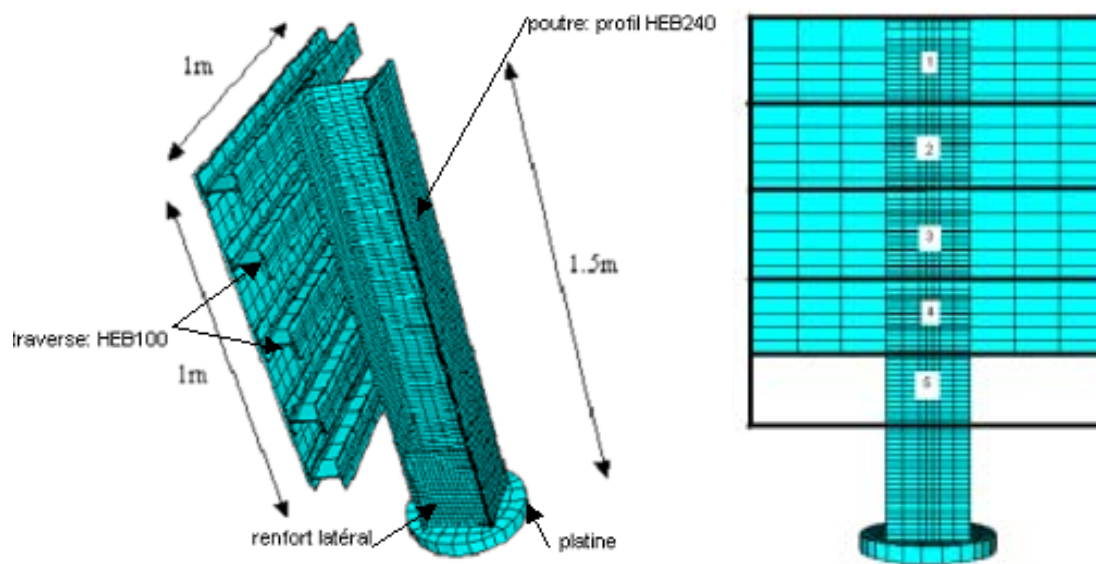 poutre: profil HEB240
1m
1
2
3
1.5m
4
traverse: HEB100
1m
5
renfort latéral
platine